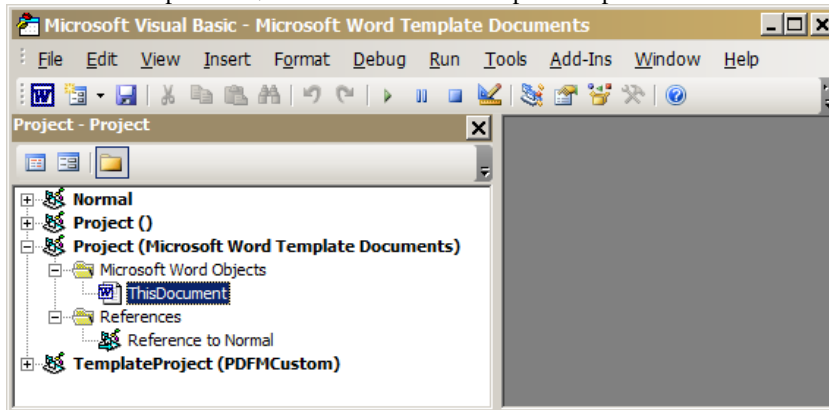 Microsoft Visual Basic - Microsoft Word Template Documents
File Edit View Insert Format Debug Run Tools Add-Ins Window Help
Project - Project
Normal
Project ()
Project (Microsoft Word Template Documents)
Microsoft Word Objects
ThisDocument
References
Reference to Normal
TemplateProject (PDFMCustom)